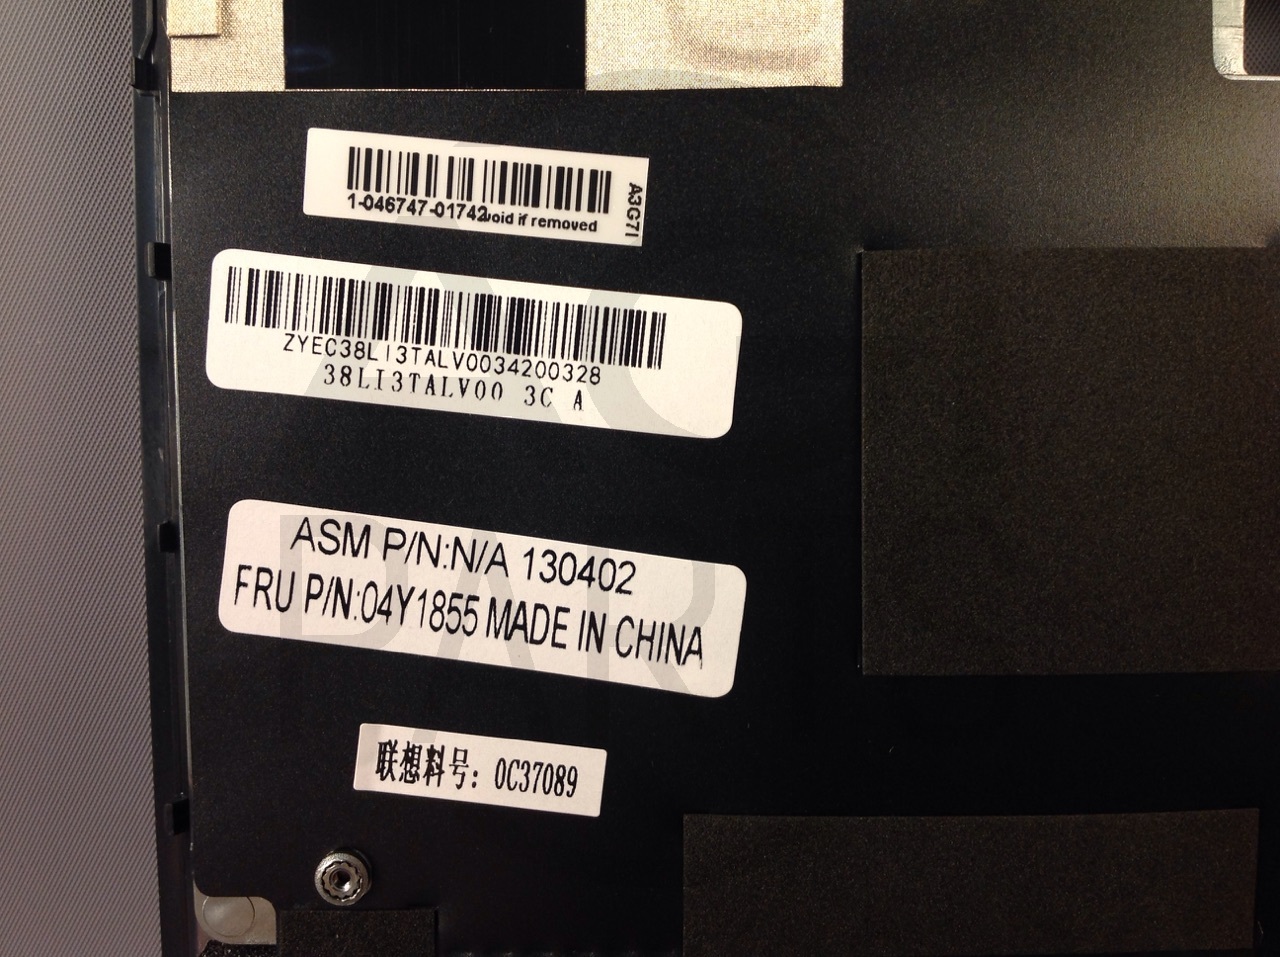 1-046747-01742
void if removed
A3G7I
ZYEC38LI3TALV0034200328
38LI3TALV00 3C A
ASM P/N:N/A 130402
FRU P/N:04Y1855 MADE IN CHINA
联想料号: 0C37089